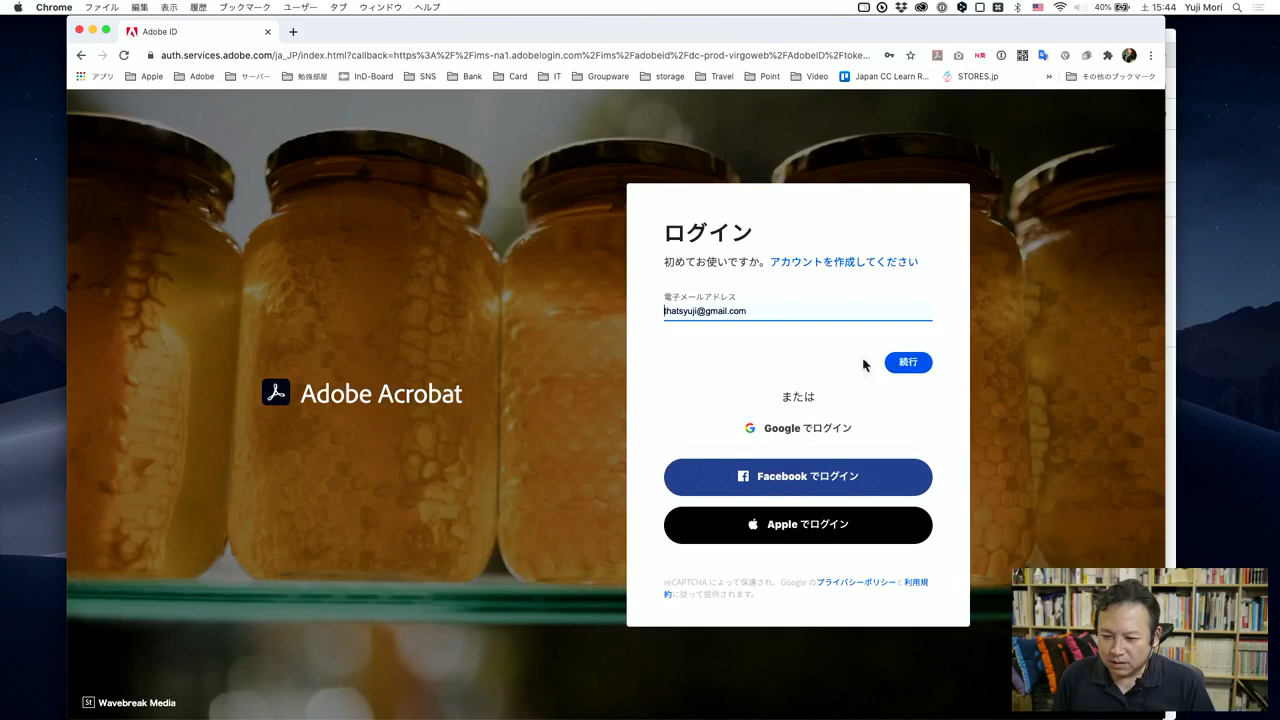 Chrome ファイル 編集 表示 履歴 ブックマーク ユーザー タブ ウィンドウ ヘルプ 40% 土 15:44 Yuji Mori
Adobe ID
auth.services.adobe.com/ja_JP/index.html?callback=https%3A%2F%2Fims-na1.adobelogin.com%2Fims%2Fadobeid%2Fdc-prod-virgoweb%2FAdobeID%2Ftoke...
アプリ Apple Adobe サーバー 勉強部屋 InD-Board SNS Bank Card IT Groupware storage Travel Point Video Japan CC Learn R... STORES.jp » その他のブックマーク
ログイン
初めてお使いですか。アカウントを作成してください
電子メールアドレス
thatsyuji@gmail.com
続行
Adobe Acrobat
または
Google でログイン
Facebook でログイン
Apple でログイン
reCAPTCHA によって保護され、Google のプライバシーポリシーと利用規
約に従って提供されます。
St Wavebreak Media